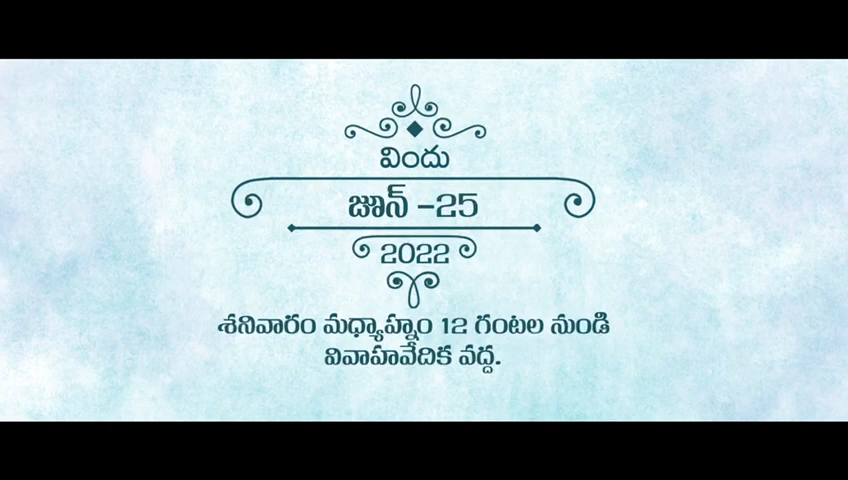 విందు
జూన్ -25
2022
శనివారం మధ్యాహ్నం 12 గంటల నుండి
వివాహవేదిక వద్ద.